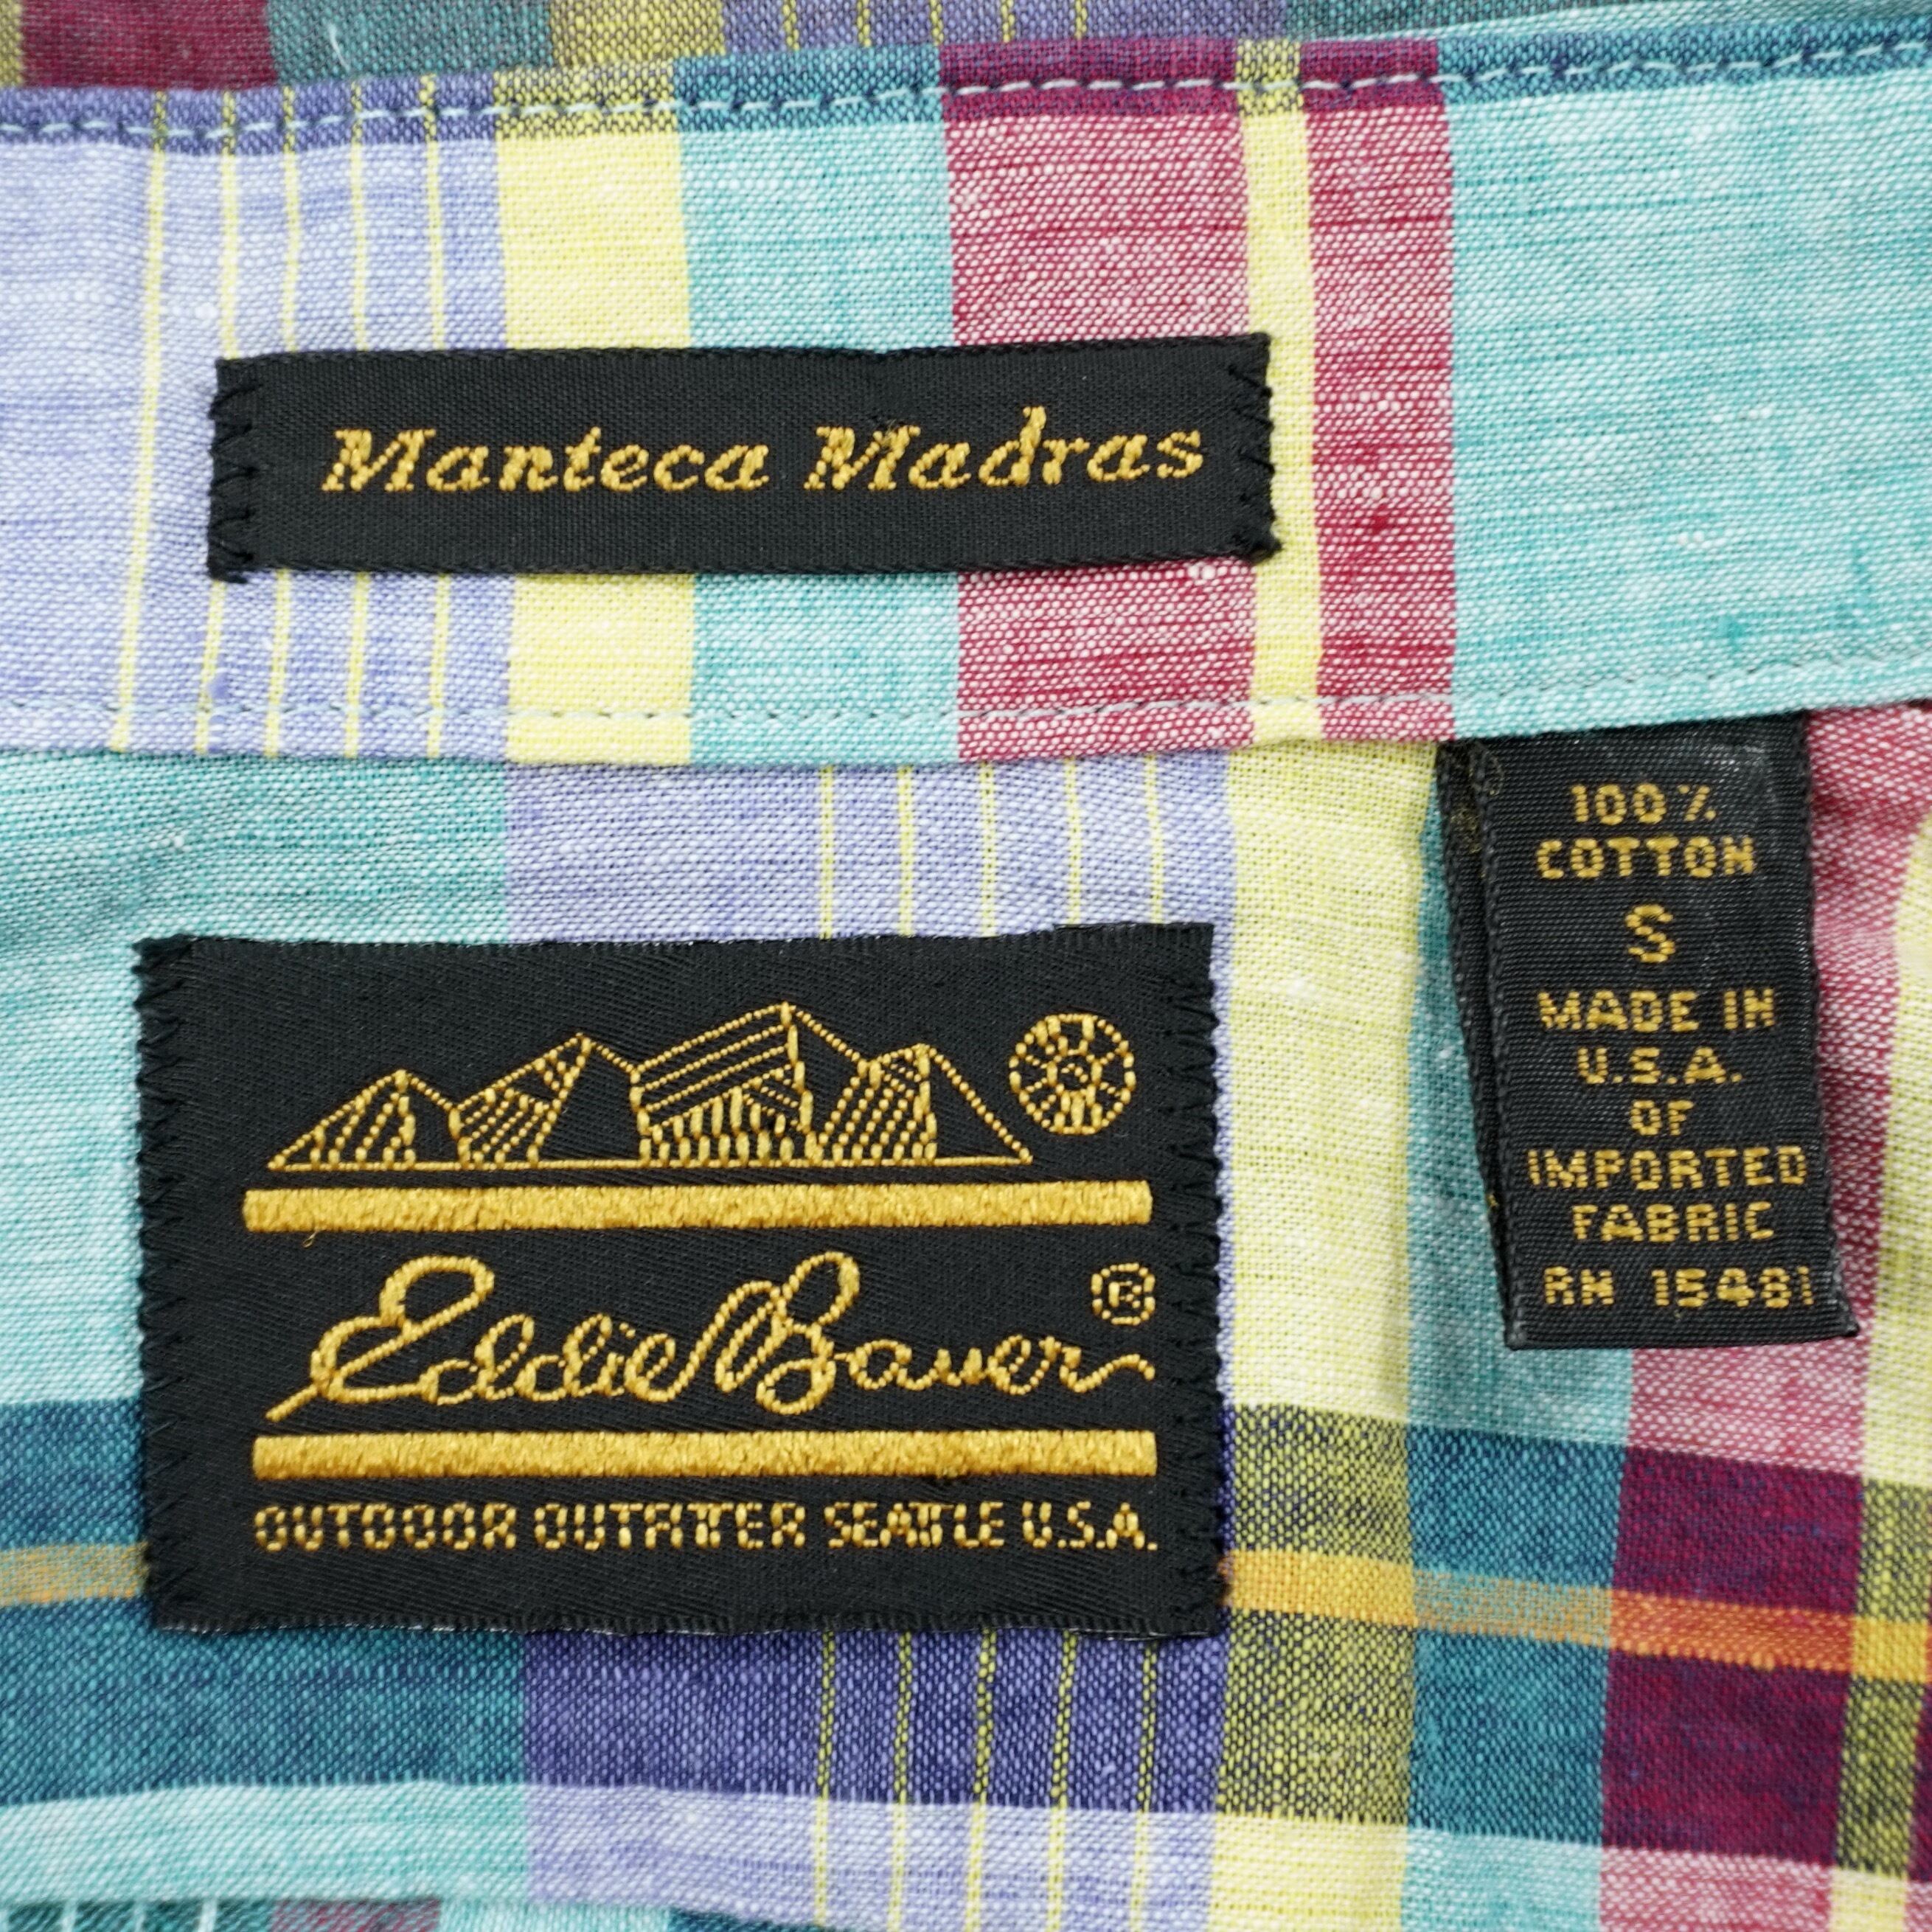 Manteca Madras
100%
COTTON
S
MADE IN
U.S.A.
OF
IMPORTED
FABRIC
RN 15481
Eddie Bauer®
OUTDOOR OUTFITTER SEATTLE U.S.A.